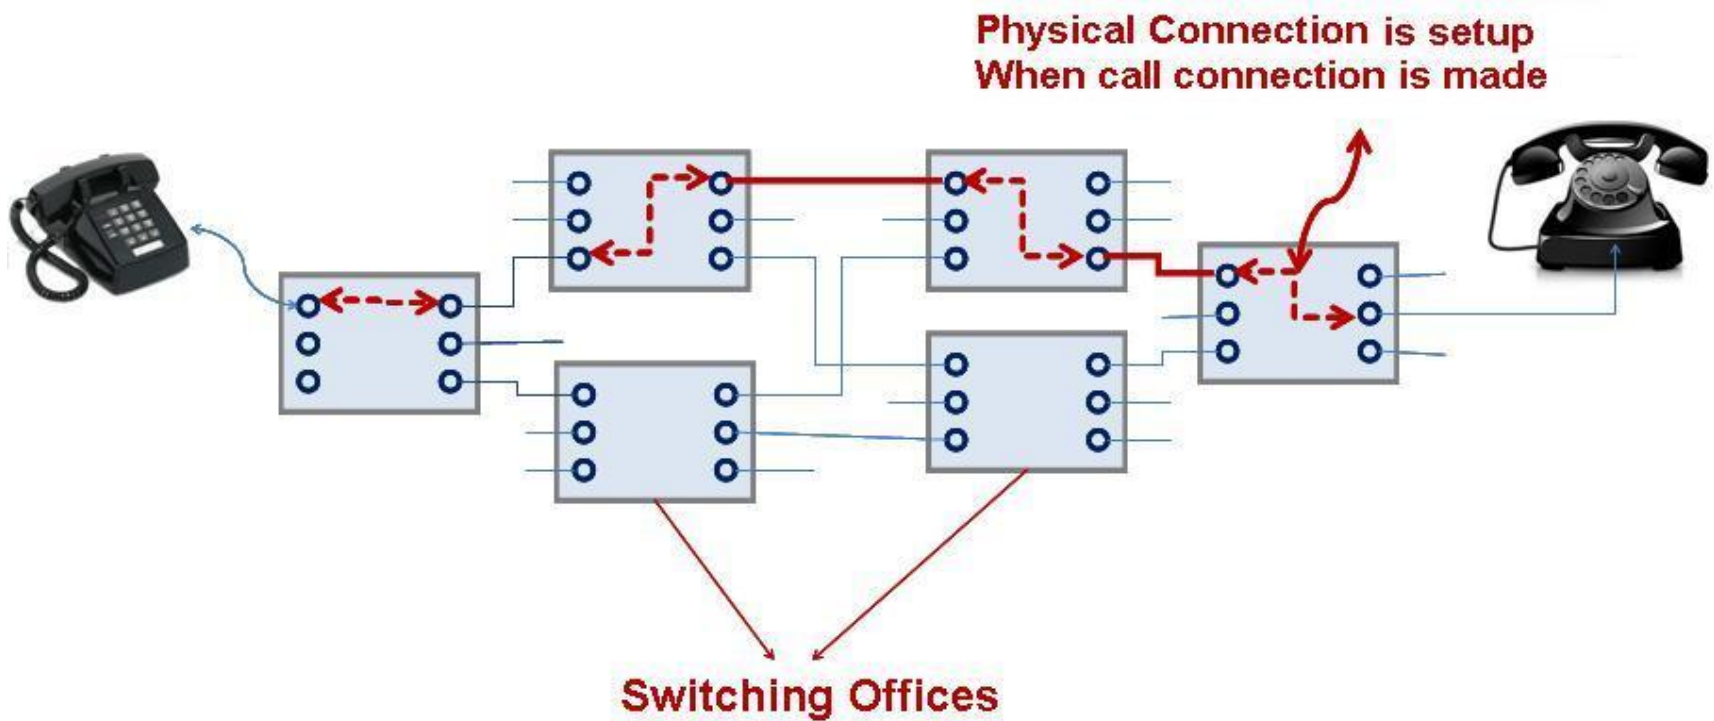 Physical Connection is setup
When call connection is made
Switching Offices